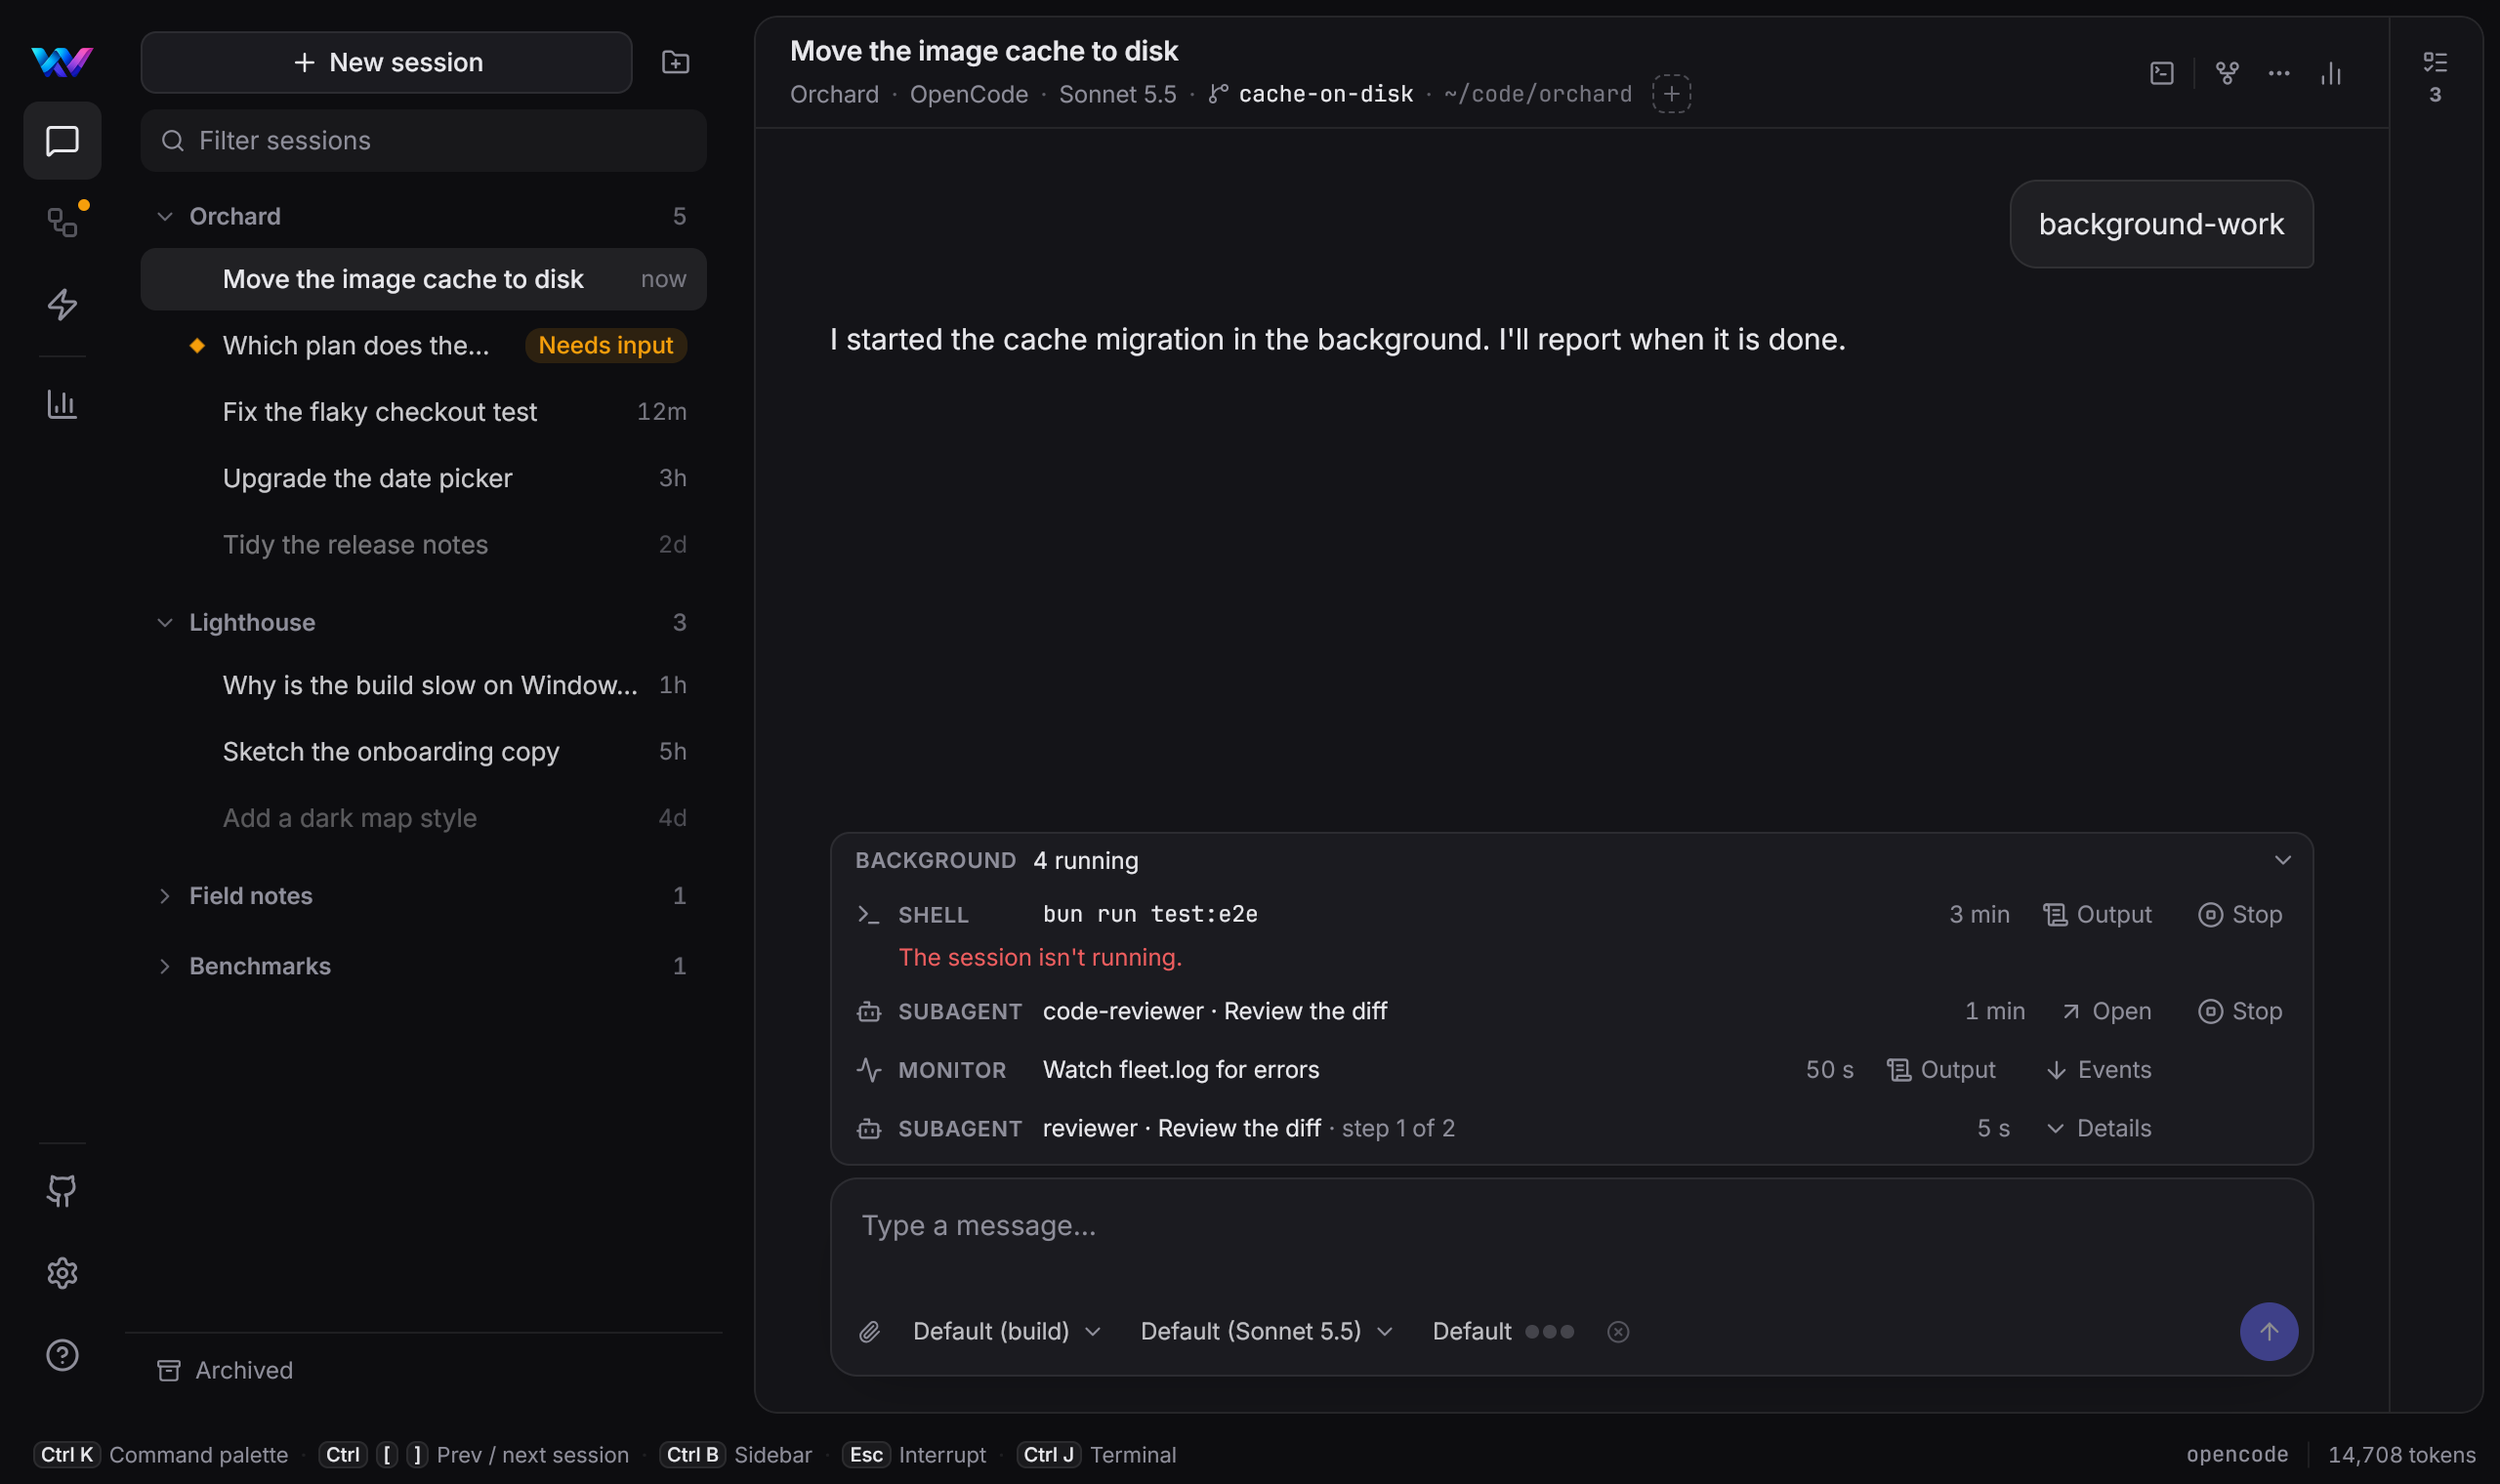 New session
Filter sessions
Orchard 5
Move the image cache to disk now
Which plan does the... Needs input
Fix the flaky checkout test 12m
Upgrade the date picker 3h
Tidy the release notes 2d
Lighthouse 3
Why is the build slow on Window... 1h
Sketch the onboarding copy 5h
Add a dark map style 4d
Field notes 1
Benchmarks 1
Archived
Move the image cache to disk
Orchard · OpenCode · Sonnet 5.5 · cache-on-disk · ~/code/orchard
3
background-work
I started the cache migration in the background. I'll report when it is done.
BACKGROUND 4 running
SHELL bun run test:e2e 3 min Output Stop
The session isn't running.
SUBAGENT code-reviewer · Review the diff 1 min Open Stop
MONITOR Watch fleet.log for errors 50 s Output Events
SUBAGENT reviewer · Review the diff · step 1 of 2 5 s Details
Type a message...
Default (build) Default (Sonnet 5.5) Default
Ctrl K Command palette · Ctrl [ ] Prev / next session · Ctrl B Sidebar · Esc Interrupt · Ctrl J Terminal
opencode 14,708 tokens